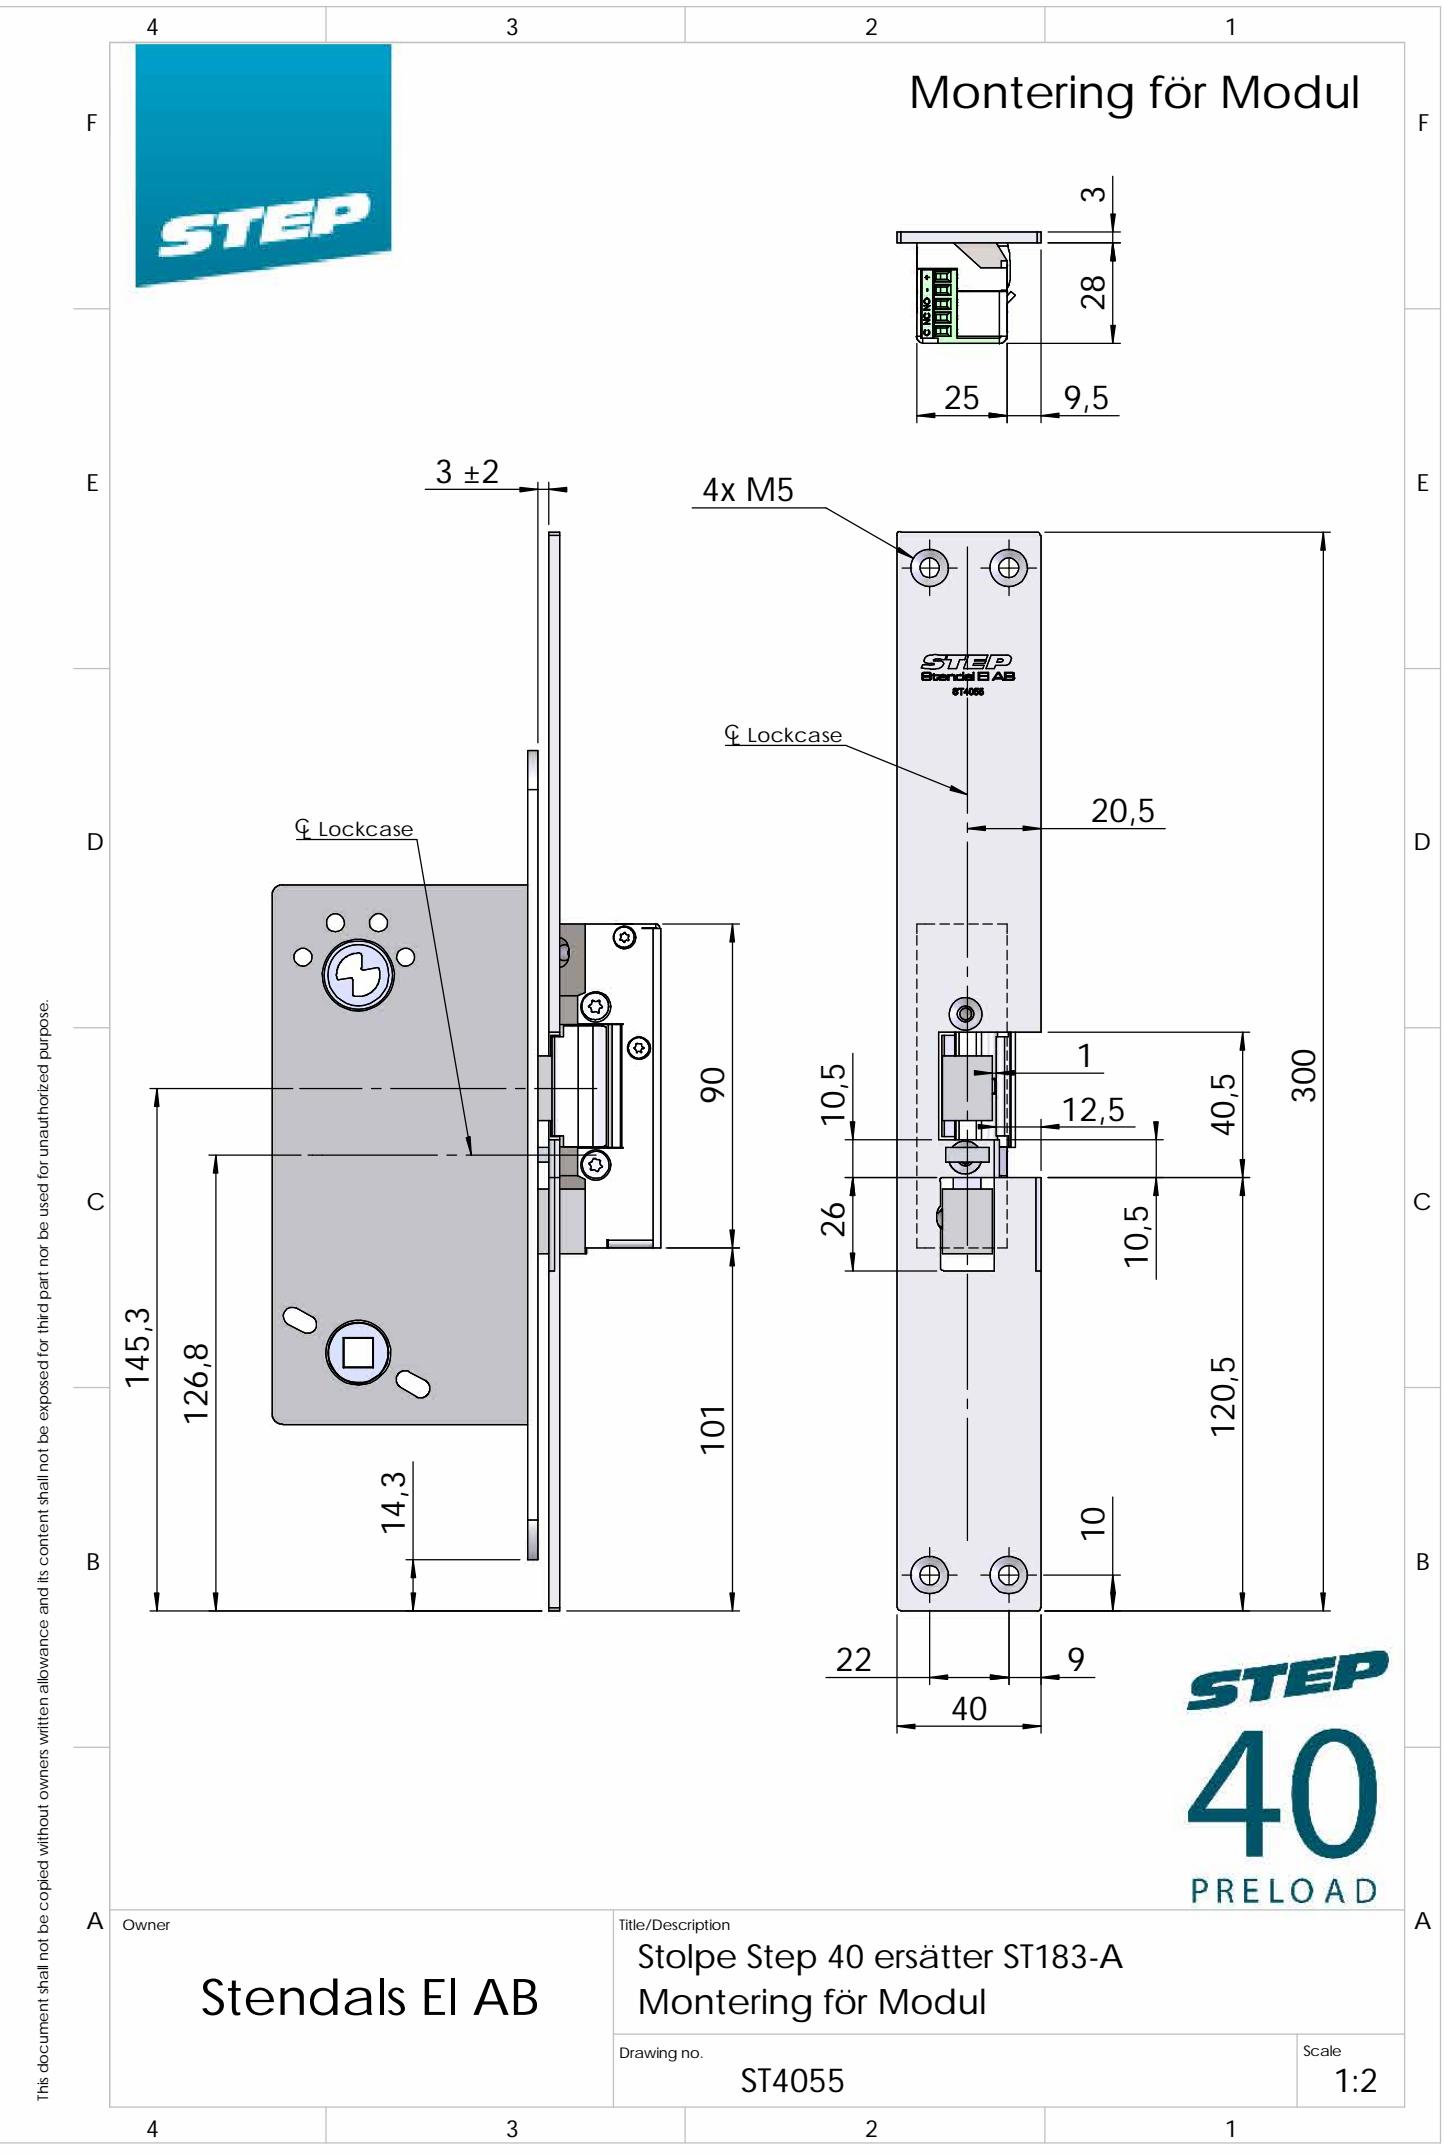 4 3 2 1
STEP
Montering för Modul
F F
3
28
+ - NO NC C
25 9,5
E E
3 ±2
4x M5
STEP
Stendal El AB
ST4055
℄ Lockcase
20,5
D D
℄ Lockcase
300
90
10,5
1
12,5
40,5
C C
26
10,5
145,3
126,8
101
120,5
14,3
10
B B
22 9
40
STEP
40
PRELOAD
This document shall not be copied without owners written allowance and its content shall not be exposed for third part nor be used for unauthorized purpose.
A A
Owner
Stendals El AB
Title/Description
Stolpe Step 40 ersätter ST183-A
Montering för Modul
Drawing no.
ST4055
Scale
1:2
4 3 2 1